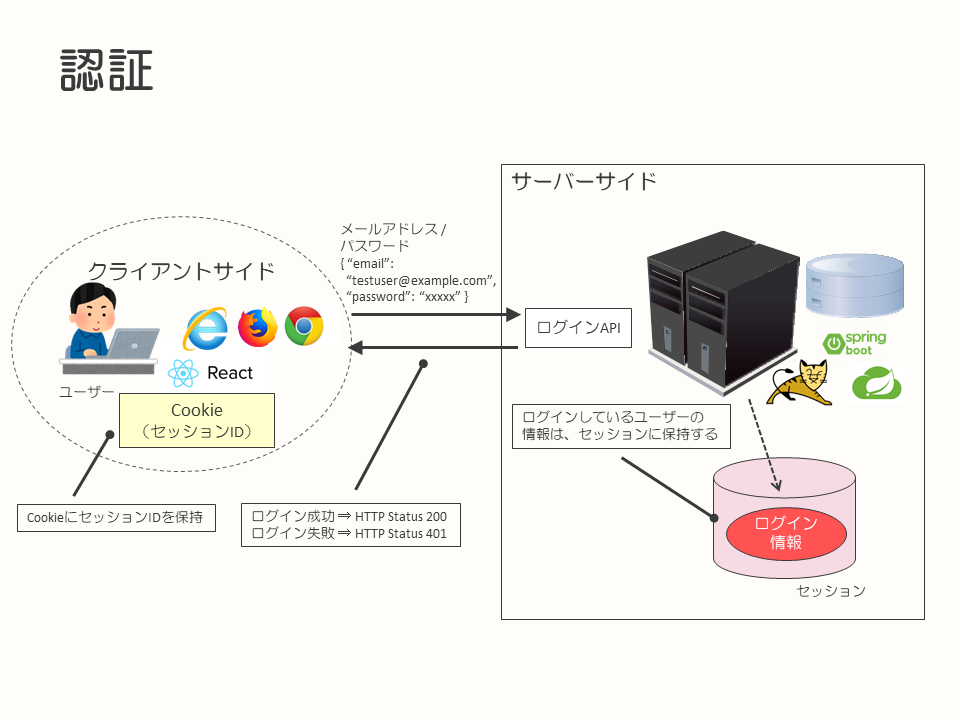 認証
サーバーサイド
メールアドレス /
パスワード
{ “email”:
“testuser@example.com”,
“password”: “xxxxx” }
クライアントサイド
ログインAPI
spring
boot
React
ユーザー
Cookie
（セッションID）
ログインしているユーザーの
情報は、セッションに保持する
CookieにセッションIDを保持
ログイン成功 ⇒ HTTP Status 200
ログイン失敗 ⇒ HTTP Status 401
ログイン
情報
セッション